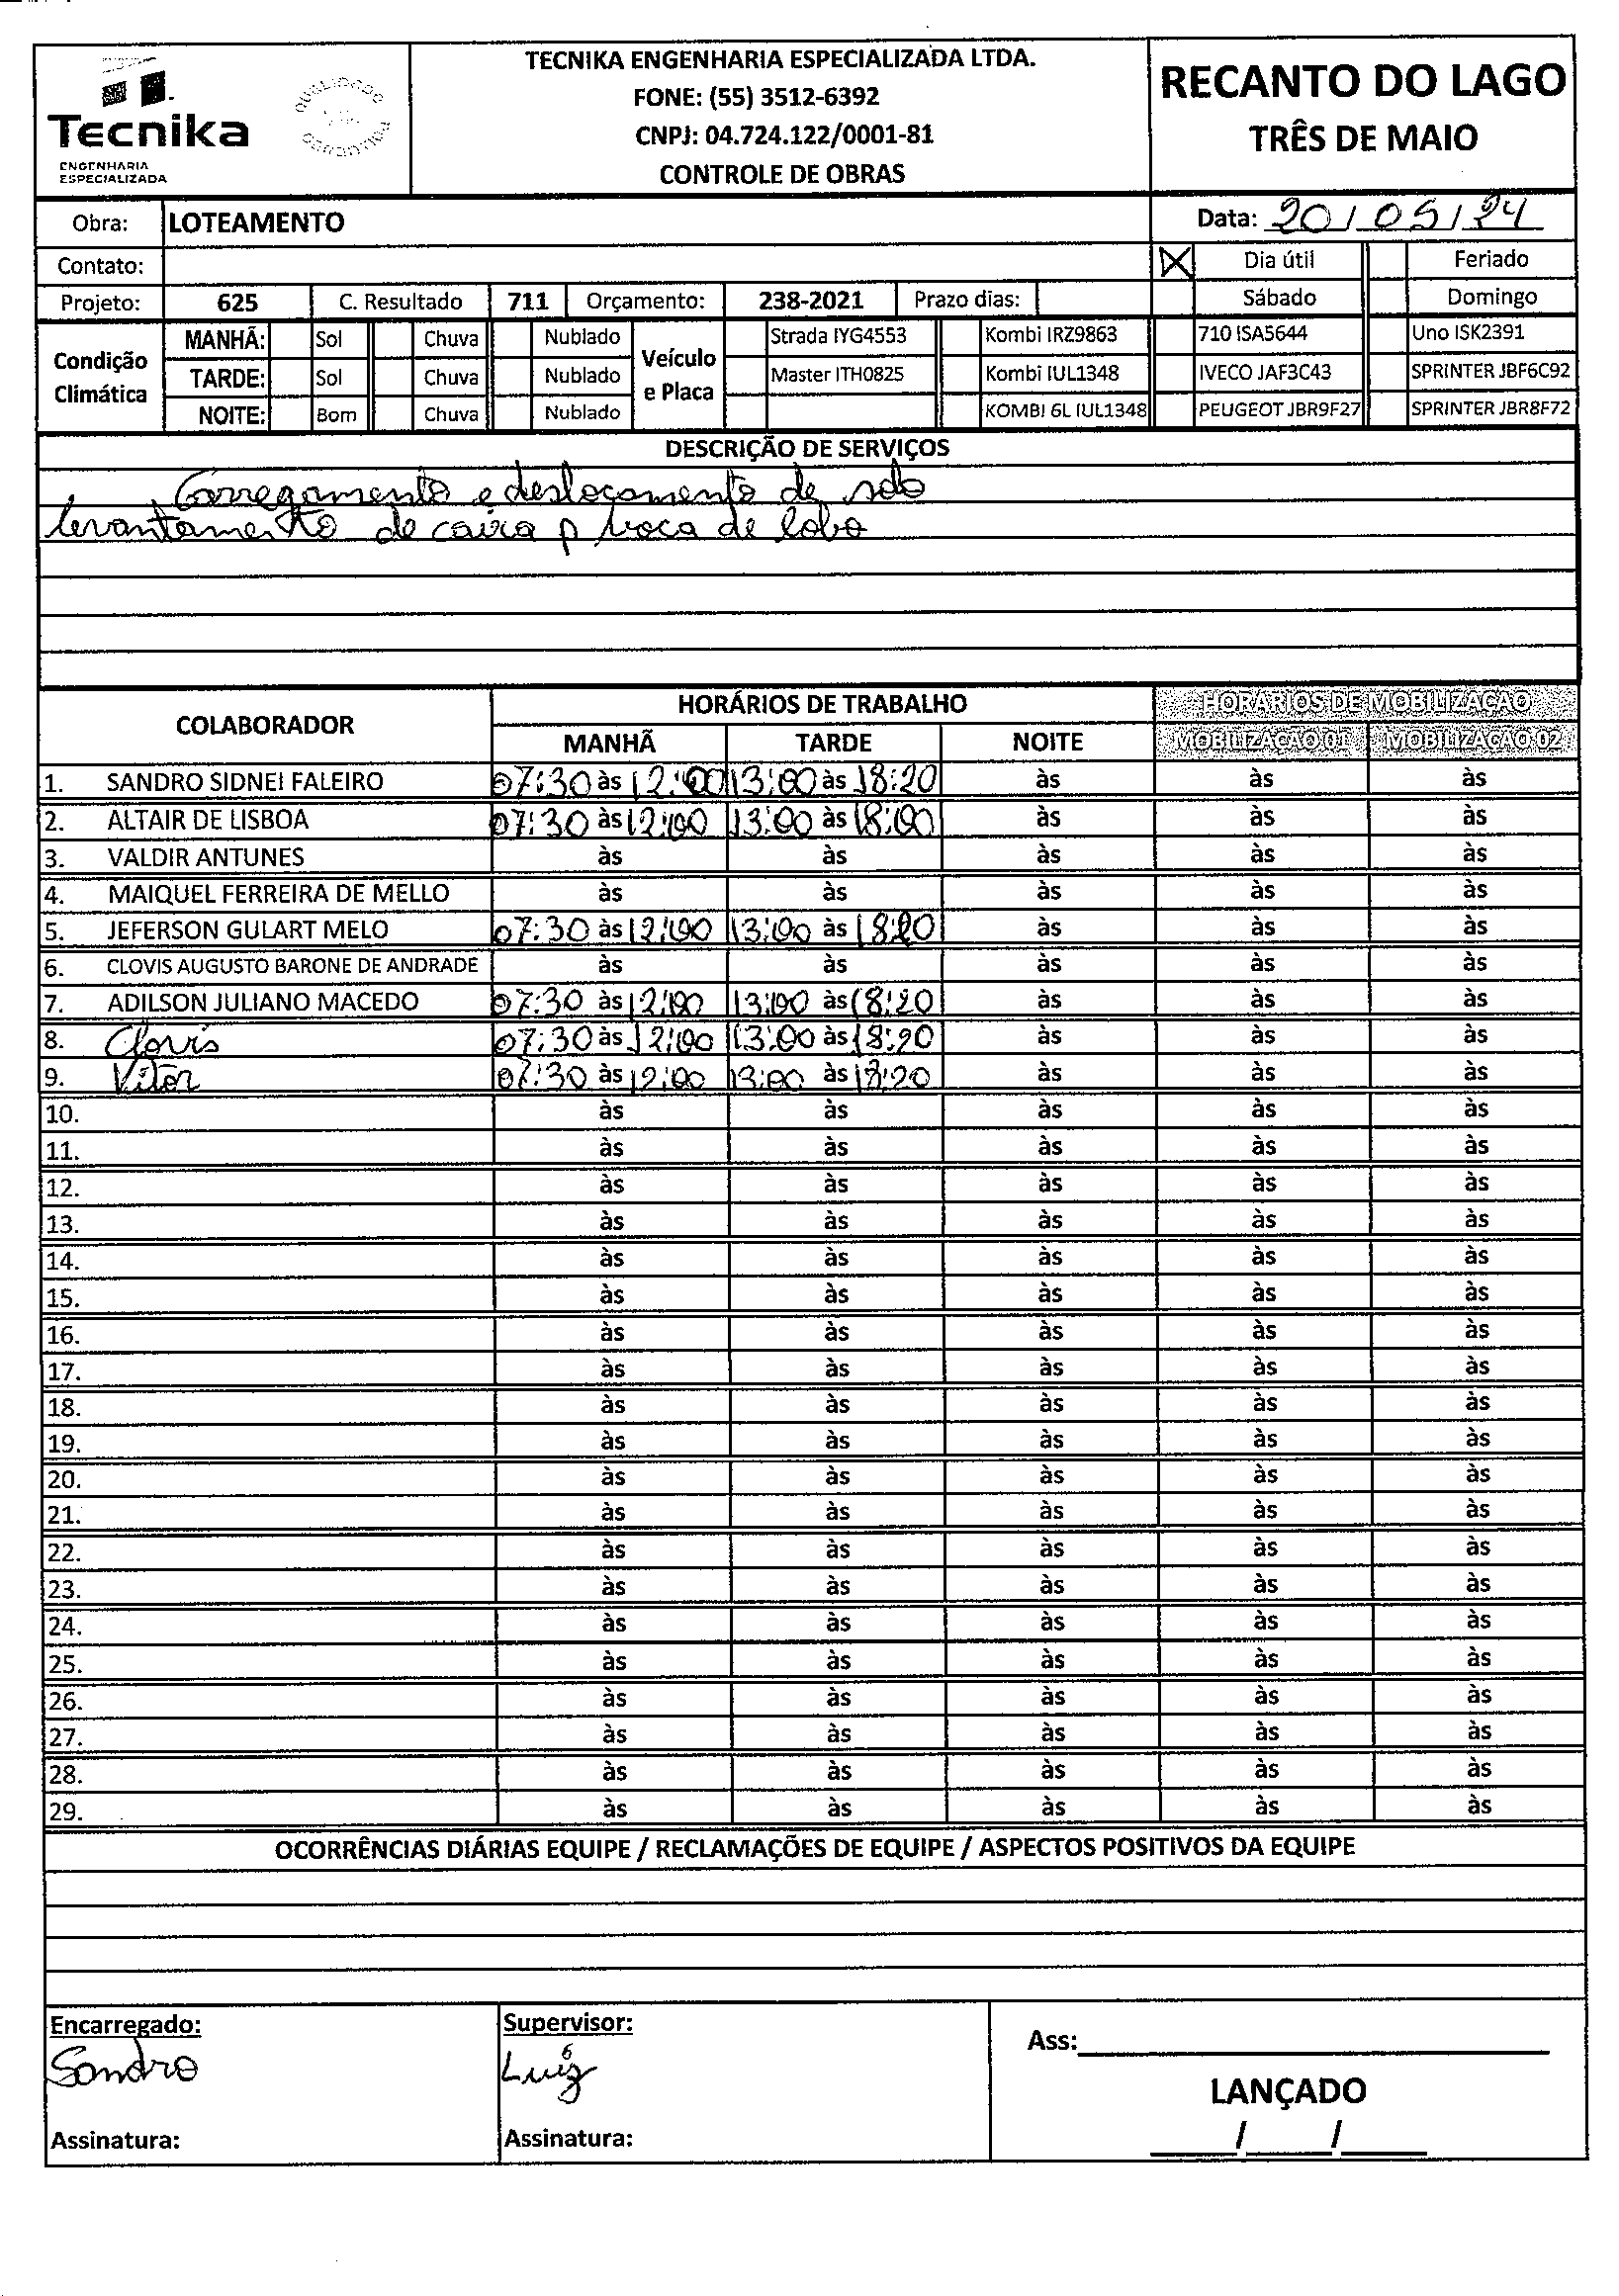 Tecnika
ENGENHARIA
ESPECIALIZADA
TECNIKA ENGENHARIA ESPECIALIZADA LTDA.
FONE: (55) 3512-6392
CNPJ: 04.724.122/0001-81
CONTROLE DE OBRAS
RECANTO DO LAGO
TRÊS DE MAIO
Obra: LOTEAMENTO Data: 20/05/24
Contato: X Dia útil Feriado
Projeto: 625 C. Resultado 711 Orçamento: 238-2021 Prazo dias: Sábado Domingo
Condição Climática
MANHÃ: Sol Chuva Nublado
TARDE: Sol Chuva Nublado
NOITE: Bom Chuva Nublado
Veículo e Placa
Strada IYG4553 Kombi IRZ9863 710 ISA5644 Uno ISK2391
Master ITH0825 Kombi IUL1348 IVECO JAF3C43 SPRINTER JBF6C92
KOMBI 6L IUL1348 PEUGEOT JBR9F27 SPRINTER JBR8F72
DESCRIÇÃO DE SERVIÇOS
Carregamento e deslocamento de solo
levantamento de caixa p boca de lobo
COLABORADOR HORÁRIOS DE TRABALHO HORÁRIOS DE MOBILIZAÇÃO
MANHÃ TARDE NOITE MOBILIZAÇÃO 01 MOBILIZAÇÃO 02
1. SANDRO SIDNEI FALEIRO 07:30 às 12:00 13:00 às 18:20 às às às
2. ALTAIR DE LISBOA 07:30 às 12:00 13:00 às 18:00 às às às
3. VALDIR ANTUNES às às às às às
4. MAIQUEL FERREIRA DE MELLO às às às às às
5. JEFERSON GULART MELO 07:30 às 12:00 13:00 às 18:20 às às às
6. CLOVIS AUGUSTO BARONE DE ANDRADE às às às às às
7. ADILSON JULIANO MACEDO 07:30 às 12:00 13:00 às 18:20 às às às
8. Clovis 07:30 às 12:00 13:00 às 18:20 às às às
9. Vitor 07:30 às 12:00 13:00 às 18:20 às às às
10. às às às às às
11. às às às às às
12. às às às às às
13. às às às às às
14. às às às às às
15. às às às às às
16. às às às às às
17. às às às às às
18. às às às às às
19. às às às às às
20. às às às às às
21. às às às às às
22. às às às às às
23. às às às às às
24. às às às às às
25. às às às às às
26. às às às às às
27. às às às às às
28. às às às às às
29. às às às às às
OCORRÊNCIAS DIÁRIAS EQUIPE / RECLAMAÇÕES DE EQUIPE / ASPECTOS POSITIVOS DA EQUIPE
Encarregado: Supervisor: Ass:
Sandro Luiz
LANÇADO
Assinatura: Assinatura: / /